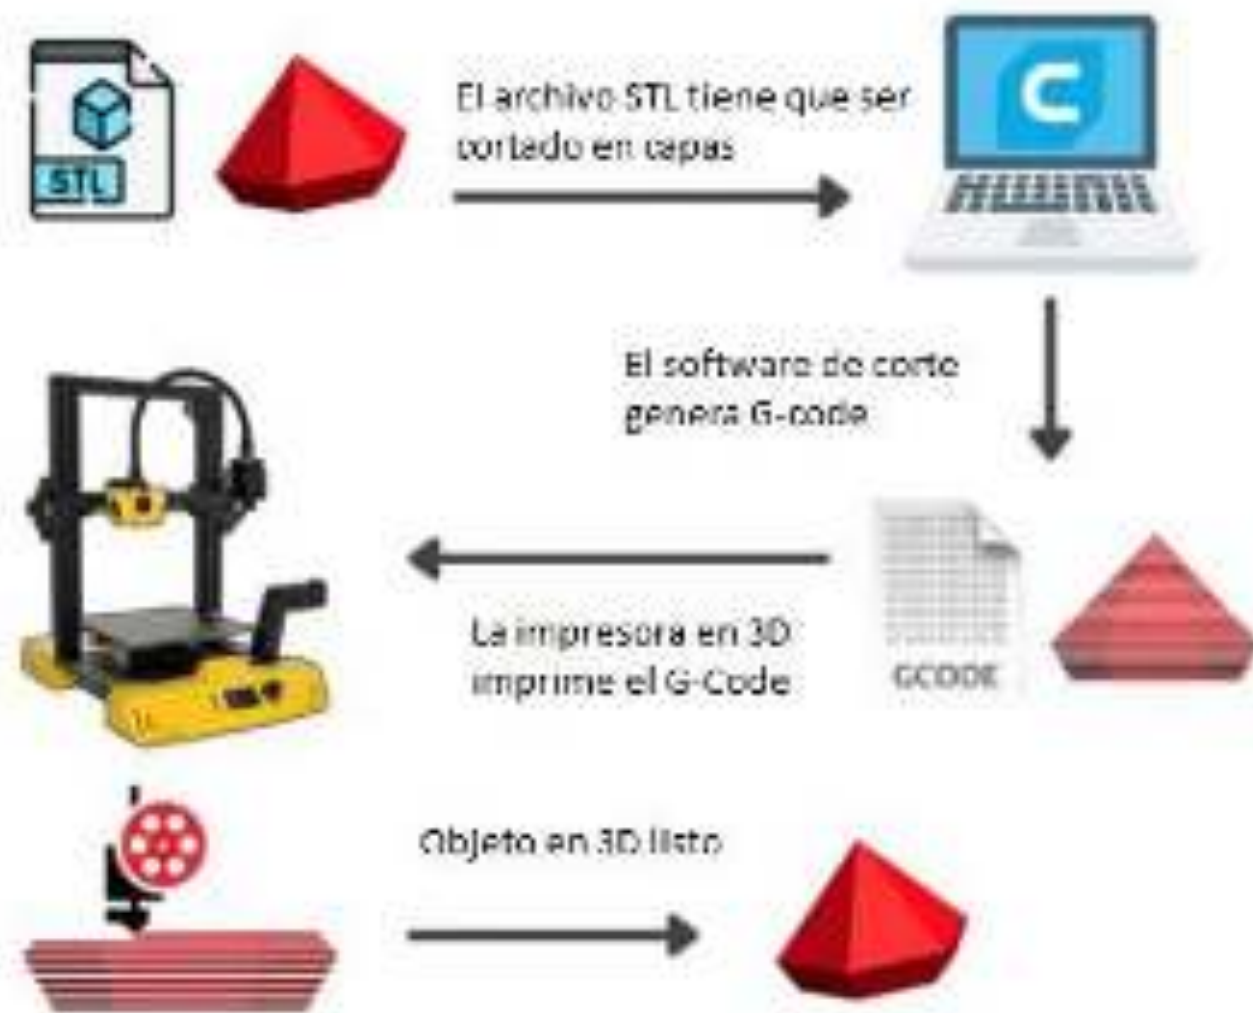 STL
El archivo STL tiene que ser
cortado en capas
C
El software de corte
genera G-code
GCODE
La impresora en 3D
imprime el G-Code
Objeto en 3D listo